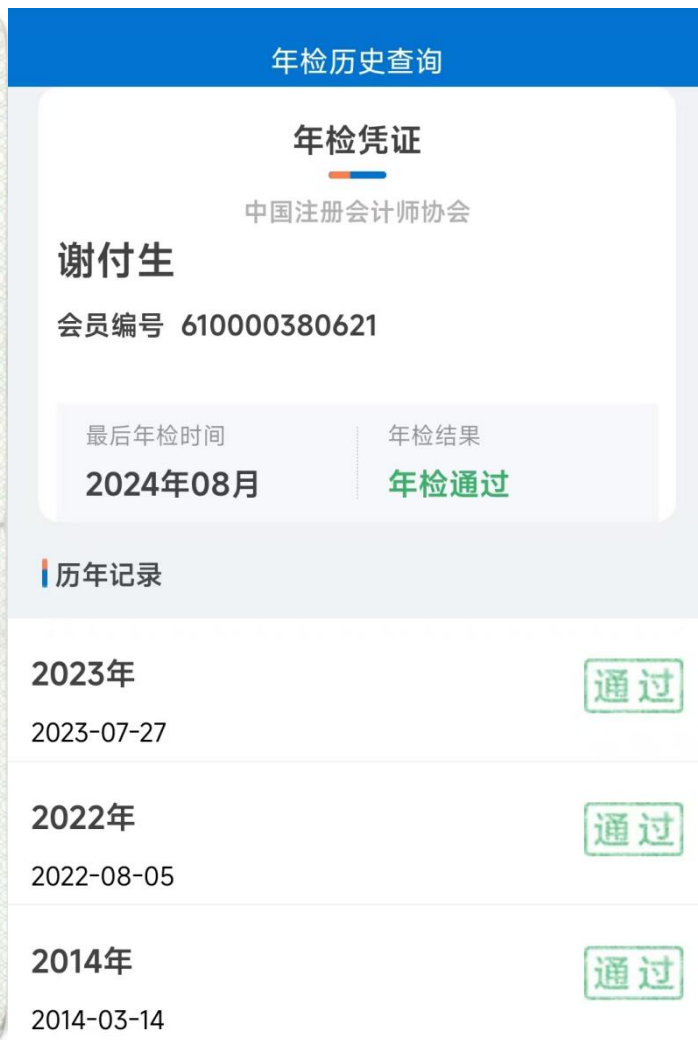 年检历史查询
年检凭证
中国注册会计师协会
谢付生
会员编号 610000380621
最后年检时间 年检结果
2024年08月 年检通过
历年记录
2023年 通过
2023-07-27
2022年 通过
2022-08-05
2014年 通过
2014-03-14